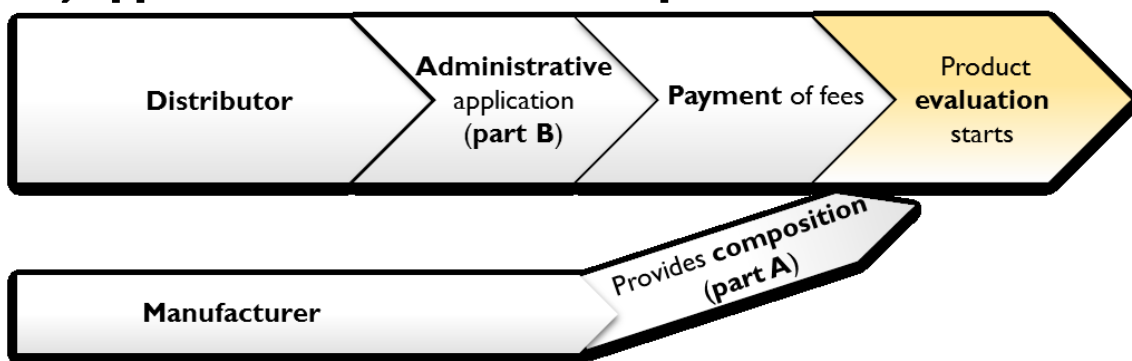 Distributor
Administrative
application
(part B)
Payment of fees
Product
evaluation
starts
Provides composition
(part A)
Manufacturer